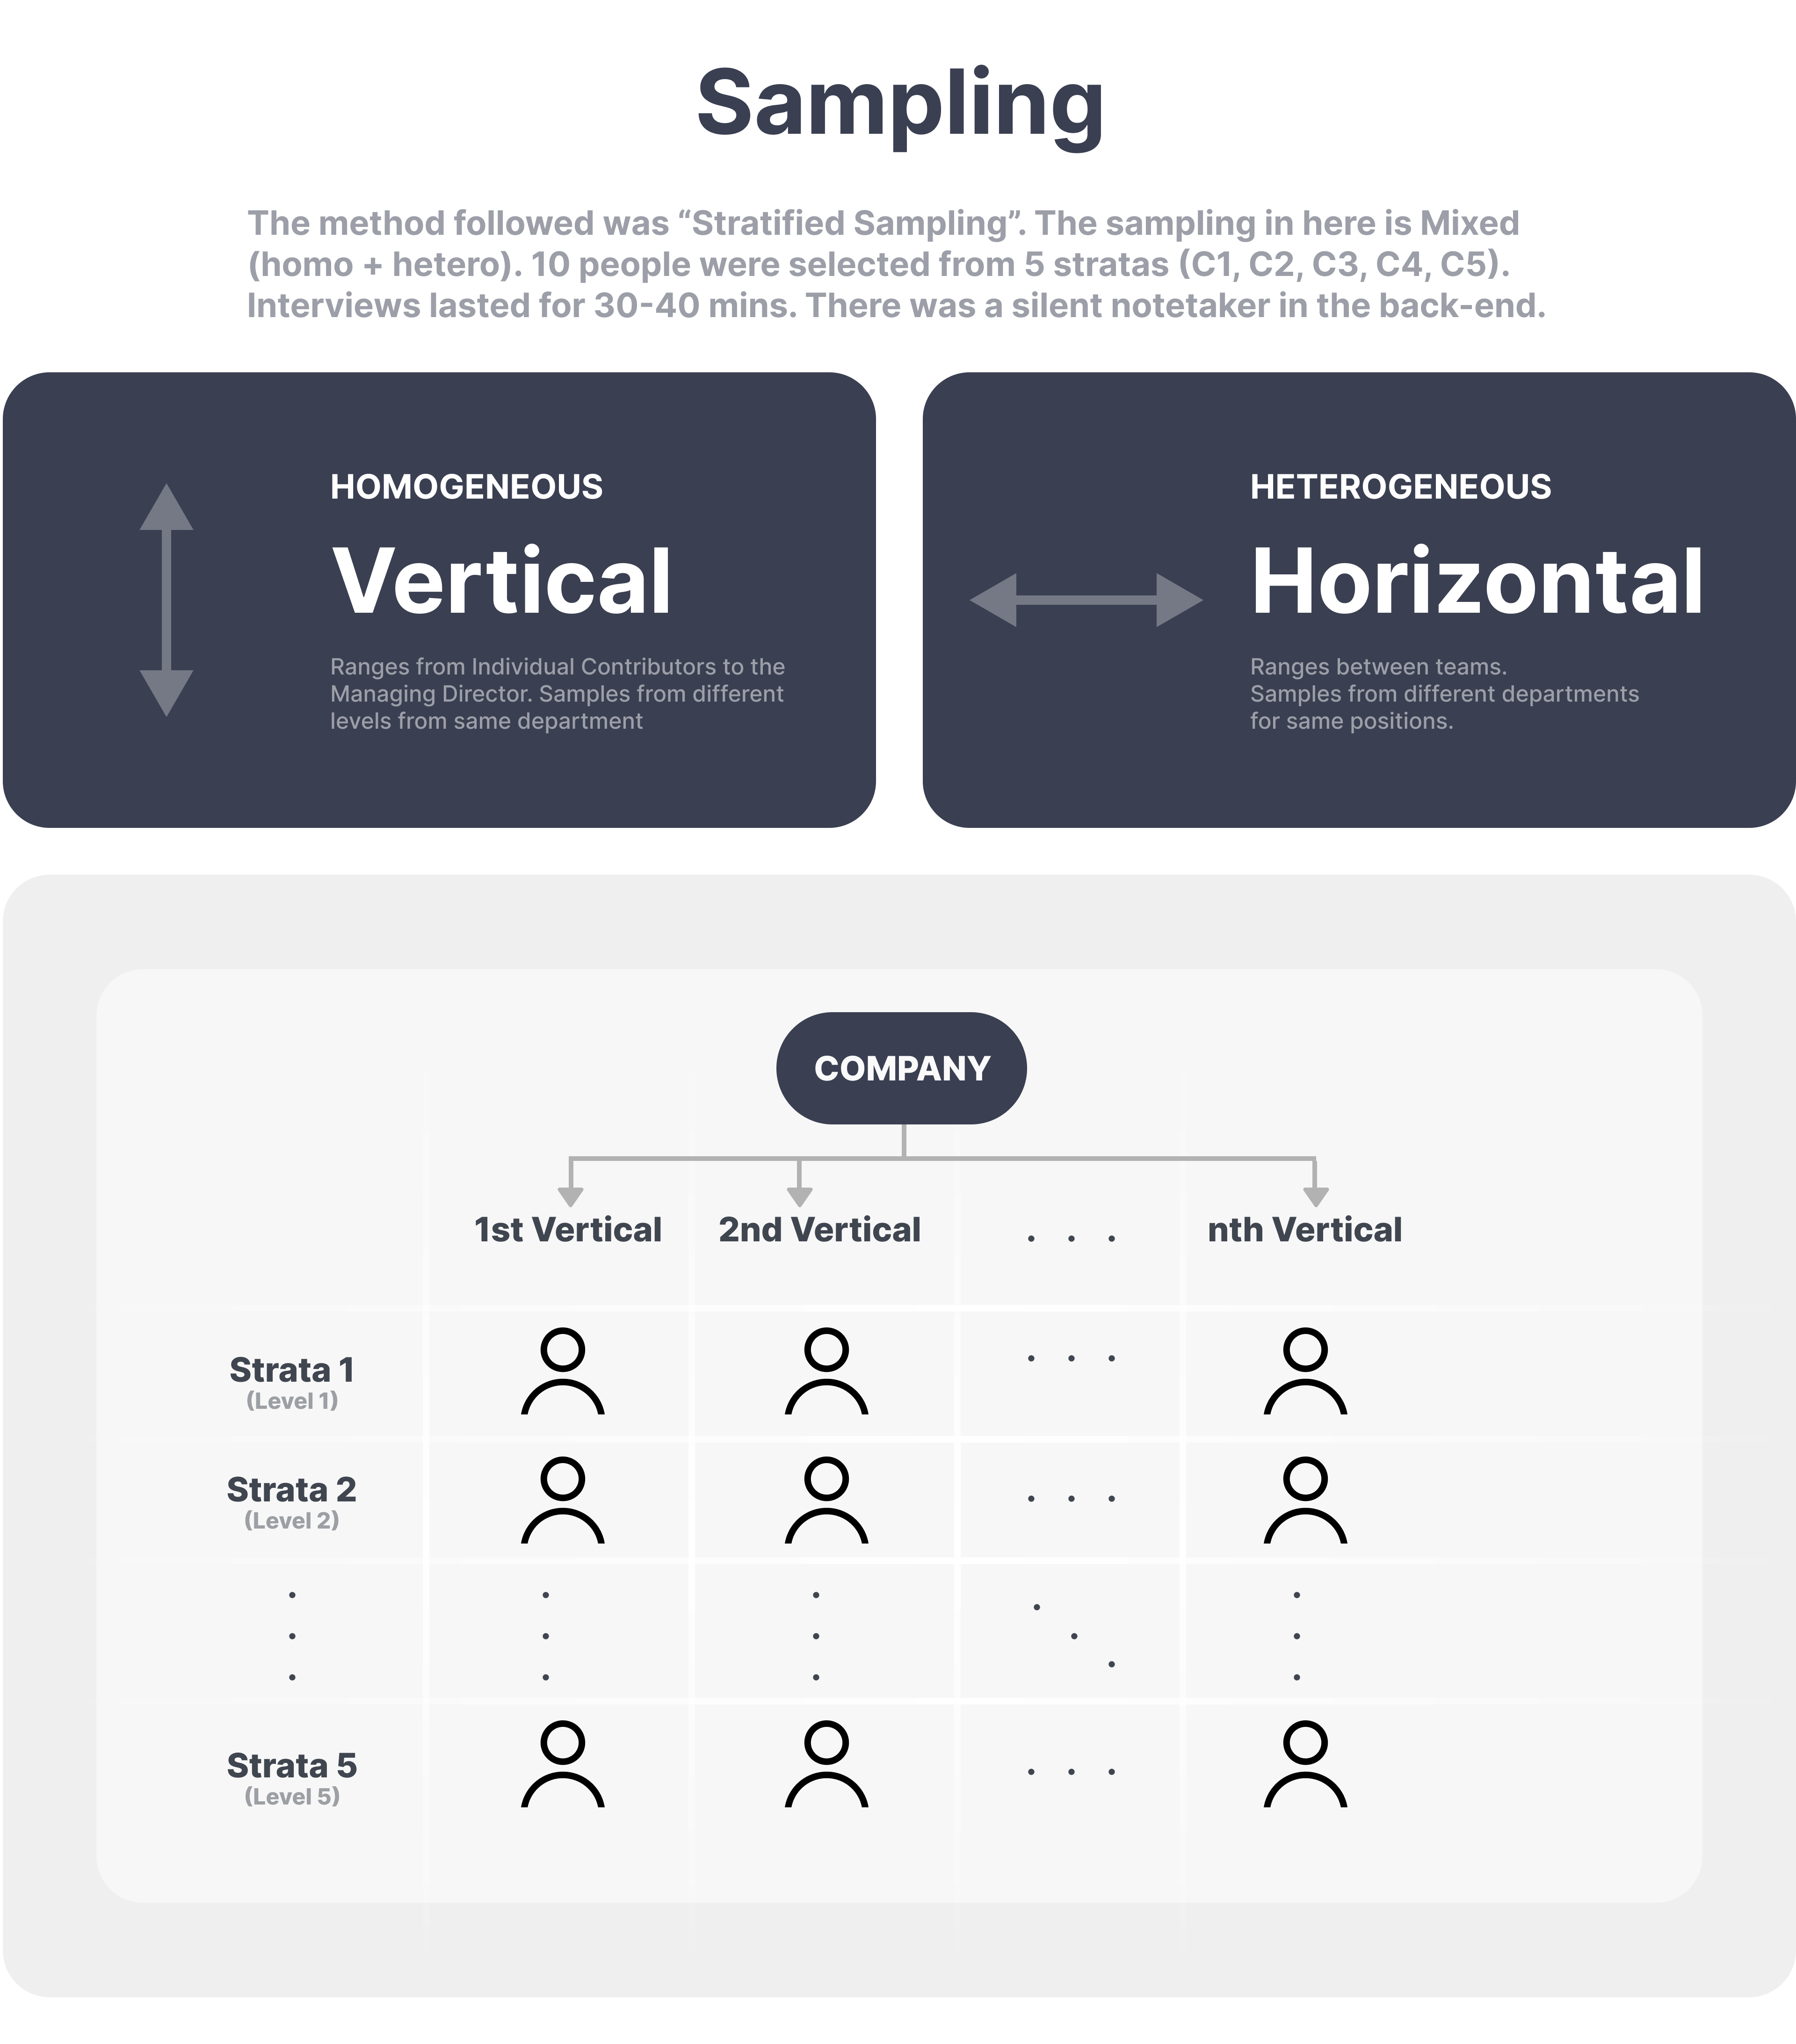 Sampling
The method followed was “Stratified Sampling”. The sampling in here is Mixed
(homo + hetero). 10 people were selected from 5 stratas (C1, C2, C3, C4, C5).
Interviews lasted for 30-40 mins. There was a silent notetaker in the back-end.
HOMOGENEOUS
Vertical
Ranges from Individual Contributors to the
Managing Director. Samples from different
levels from same department
HETEROGENEOUS
Horizontal
Ranges between teams.
Samples from different departments
for same positions.
COMPANY
1st Vertical 2nd Vertical . . . nth Vertical
Strata 1
(Level 1)
Strata 2
(Level 2)
Strata 5
(Level 5)